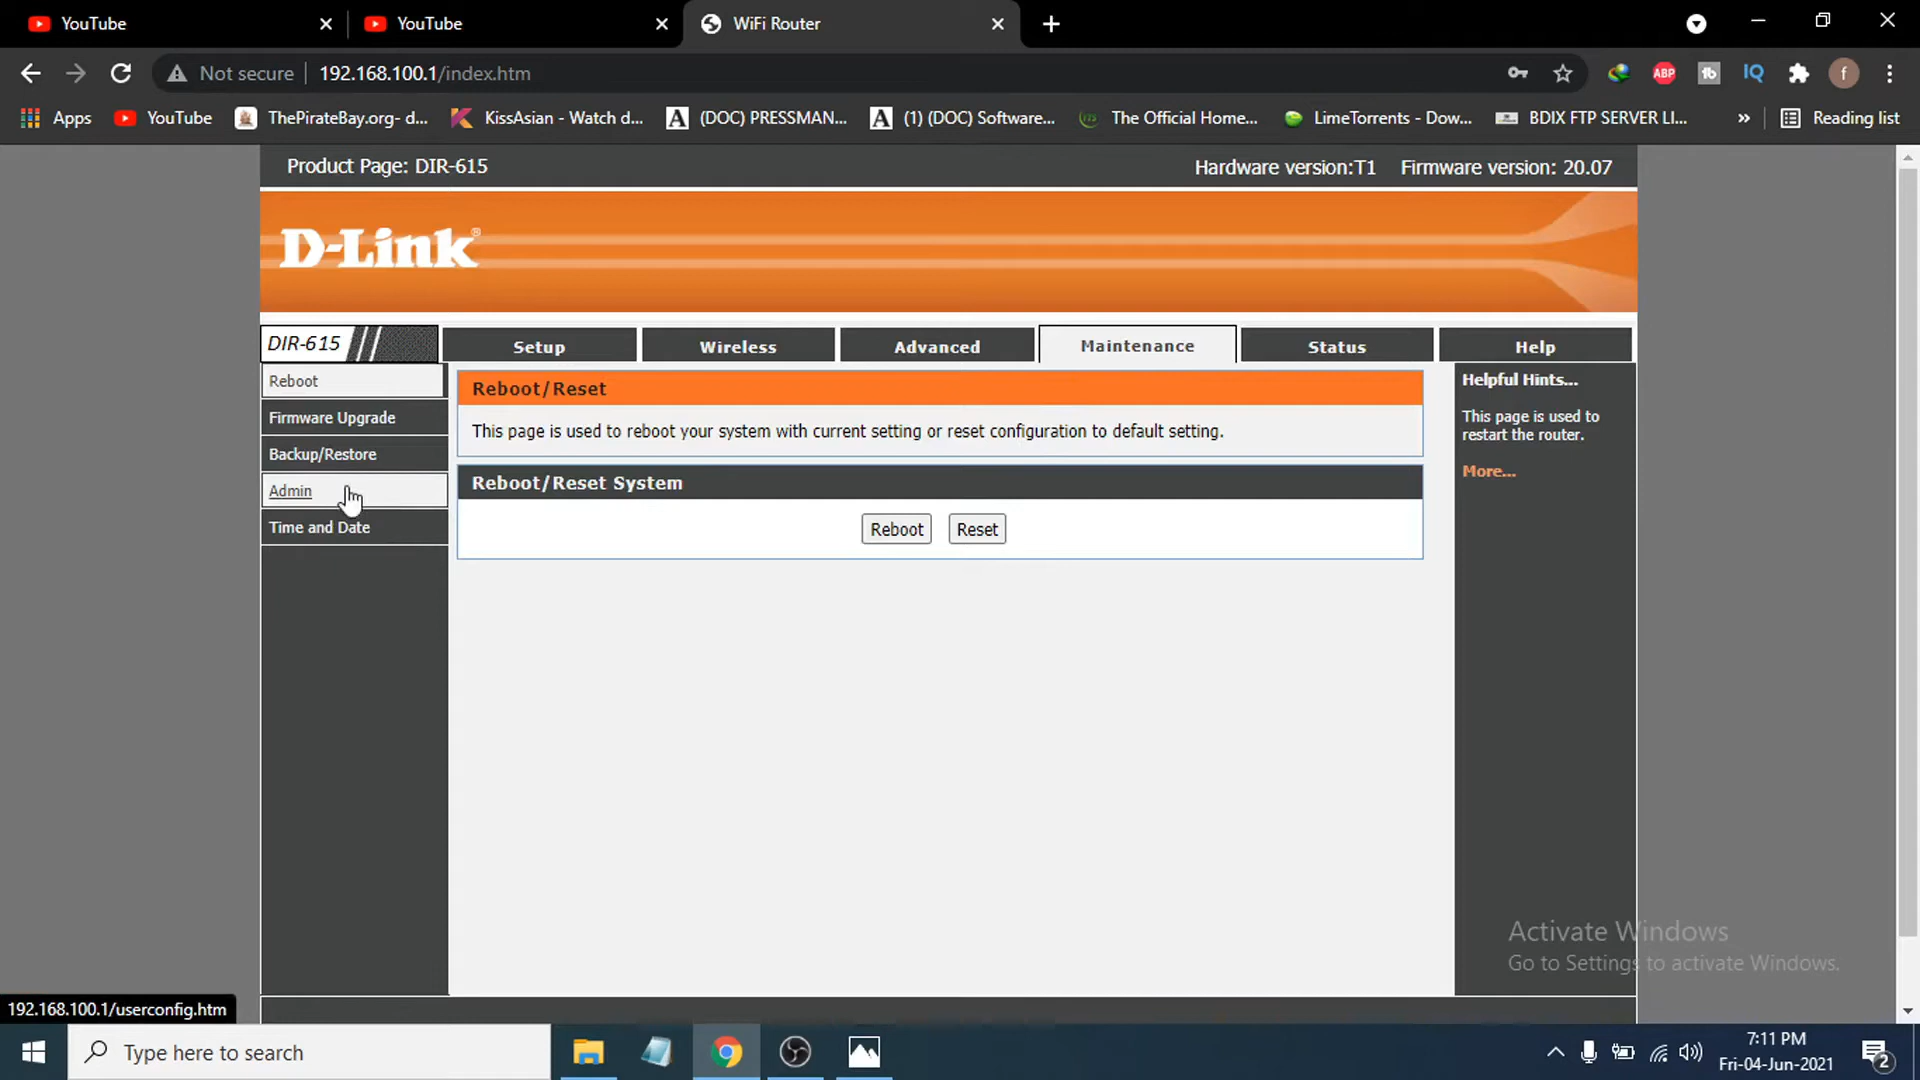 YouTube
YouTube
WiFi Router
Not secure
192.168.100.1/index.htm
ABP
IQ
f
Apps
YouTube
ThePirateBay.org- d...
KissAsian - Watch d...
(DOC) PRESSMAN...
(1) (DOC) Software...
The Official Home...
LimeTorrents - Dow...
BDIX FTP SERVER LI...
»
Reading list
Product Page: DIR-615
Hardware version:T1
Firmware version: 20.07
D-Link®
DIR-615
Setup
Wireless
Advanced
Maintenance
Status
Help
Reboot
Firmware Upgrade
Backup/Restore
Admin
Time and Date
Reboot/Reset
This page is used to reboot your system with current setting or reset configuration to default setting.
Reboot/Reset System
Reboot
Reset
Helpful Hints...
This page is used to
restart the router.
More...
Activate Windows
Go to Settings to activate Windows.
192.168.100.1/userconfig.htm
Type here to search
7:11 PM
Fri-04-Jun-2021
2